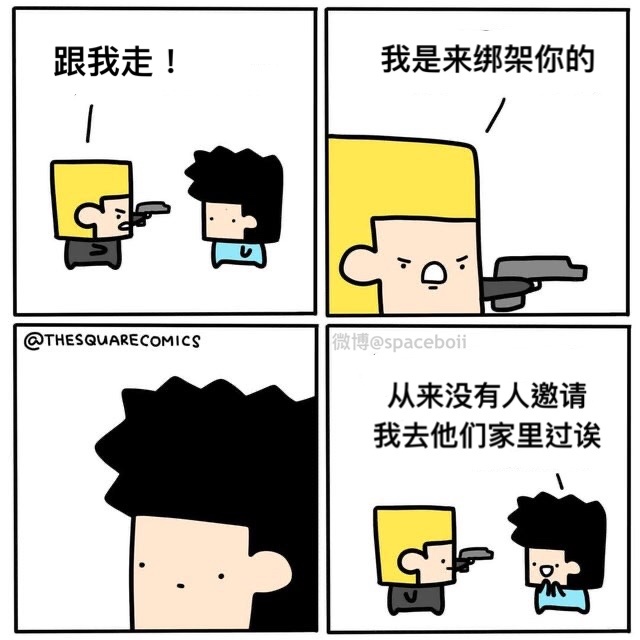 跟我走！
我是来绑架你的
@THESQUARECOMICS
微博@spaceboii
从来没有人邀请
我去他们家里过诶